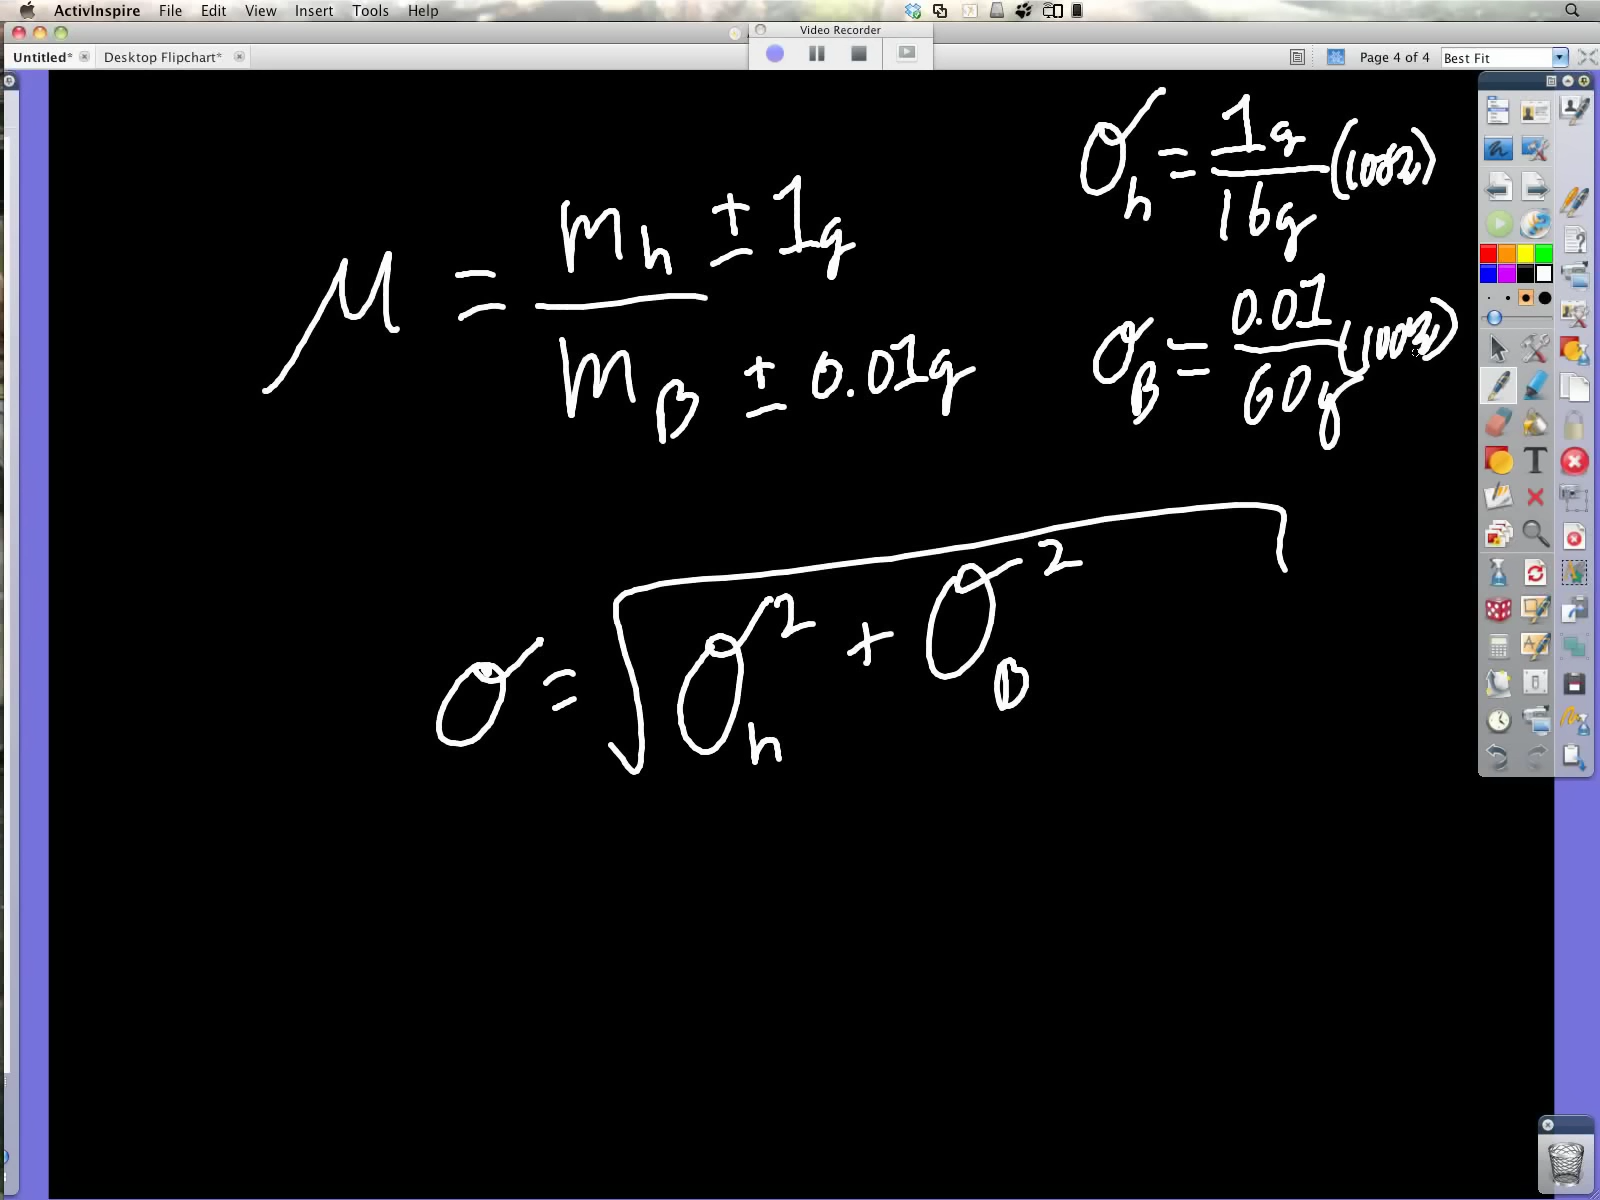 ActivInspire File Edit View Insert Tools Help
Video Recorder
Untitled* Desktop Flipchart*
Page 4 of 4 Best Fit
σh = 1g/16g (100%)
μ = mh ± 1g / mB ± 0.01g
σB = 0.01/60g (100%)
σ = √σh² + σB²
T